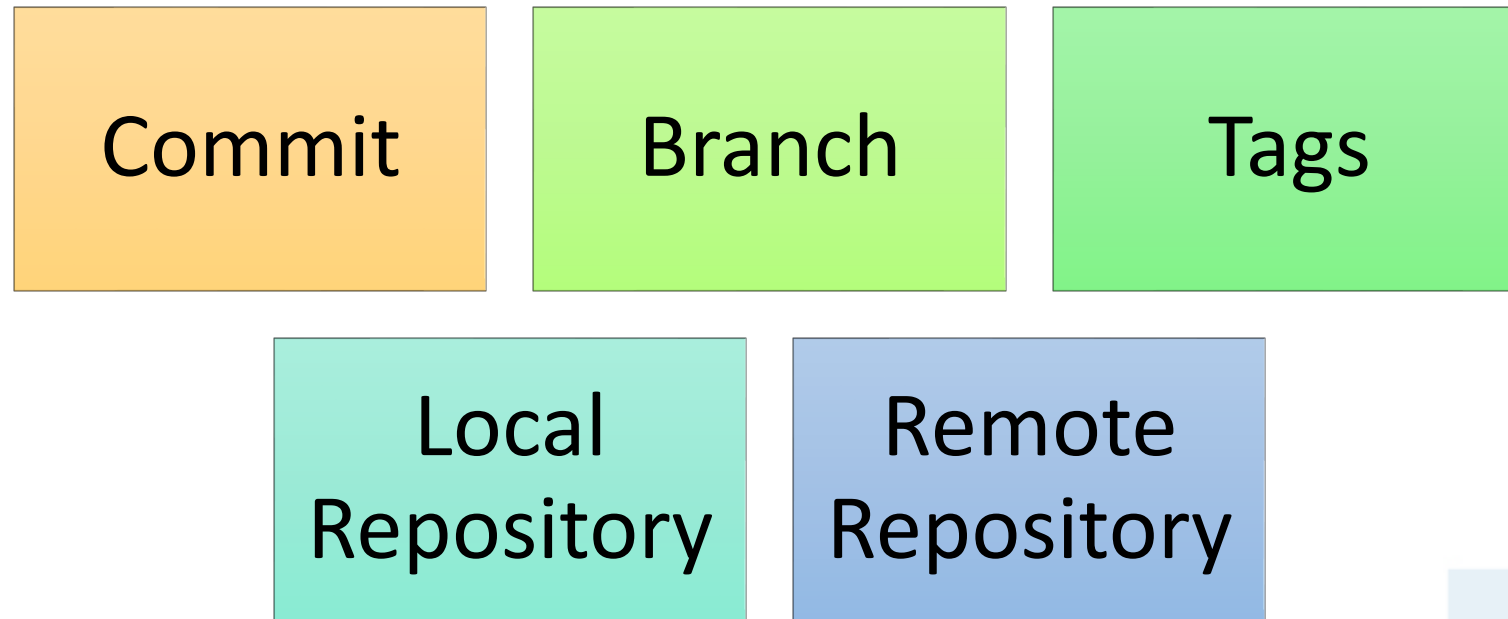 Commit
Branch
Tags
Local
Repository
Remote
Repository